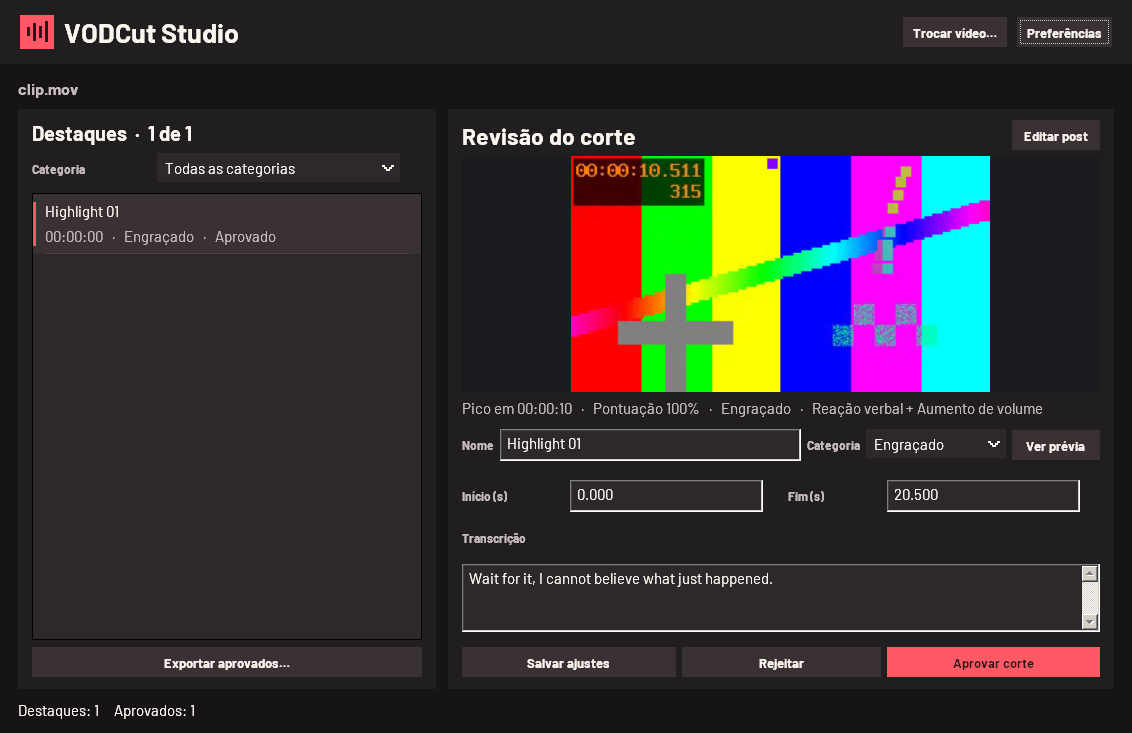 VODCut Studio
Trocar vídeo...
Preferências
clip.mov
Destaques · 1 de 1
Categoria
Todas as categorias
Highlight 01
00:00:00 · Engraçado · Aprovado
Exportar aprovados...
Revisão do corte
Editar post
00:00:10.511
315
Pico em 00:00:10 · Pontuação 100% · Engraçado · Reação verbal + Aumento de volume
Nome
Highlight 01
Categoria
Engraçado
Ver prévia
Início (s)
0.000
Fim (s)
20.500
Transcrição
Wait for it, I cannot believe what just happened.
Salvar ajustes
Rejeitar
Aprovar corte
Destaques: 1 Aprovados: 1